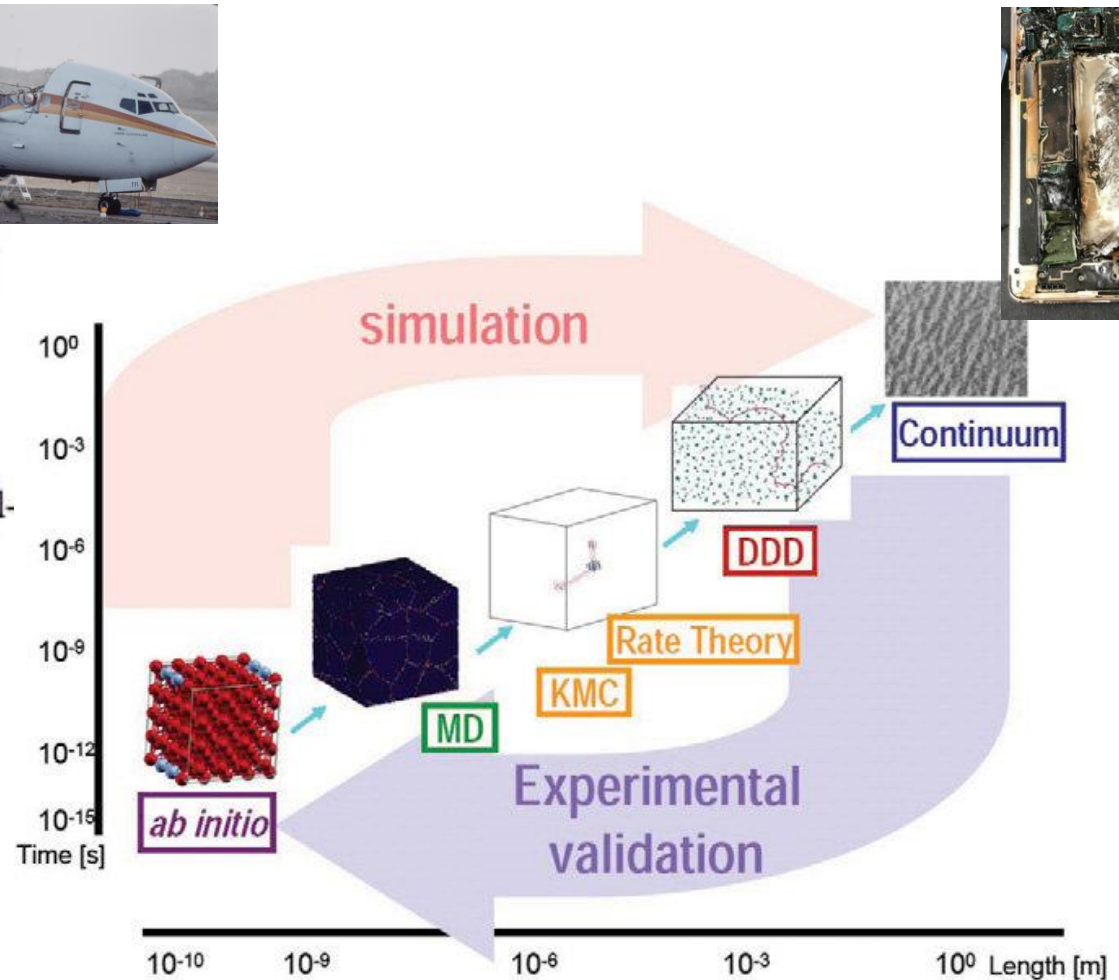 simulation
10⁰
10⁻³
10⁻⁶
10⁻⁹
10⁻¹²
10⁻¹⁵
Time [s]
Continuum
DDD
Rate Theory
KMC
MD
ab initio
Experimental
validation
10⁻¹⁰ 10⁻⁹ 10⁻⁶ 10⁻³ 10⁰ Length [m]